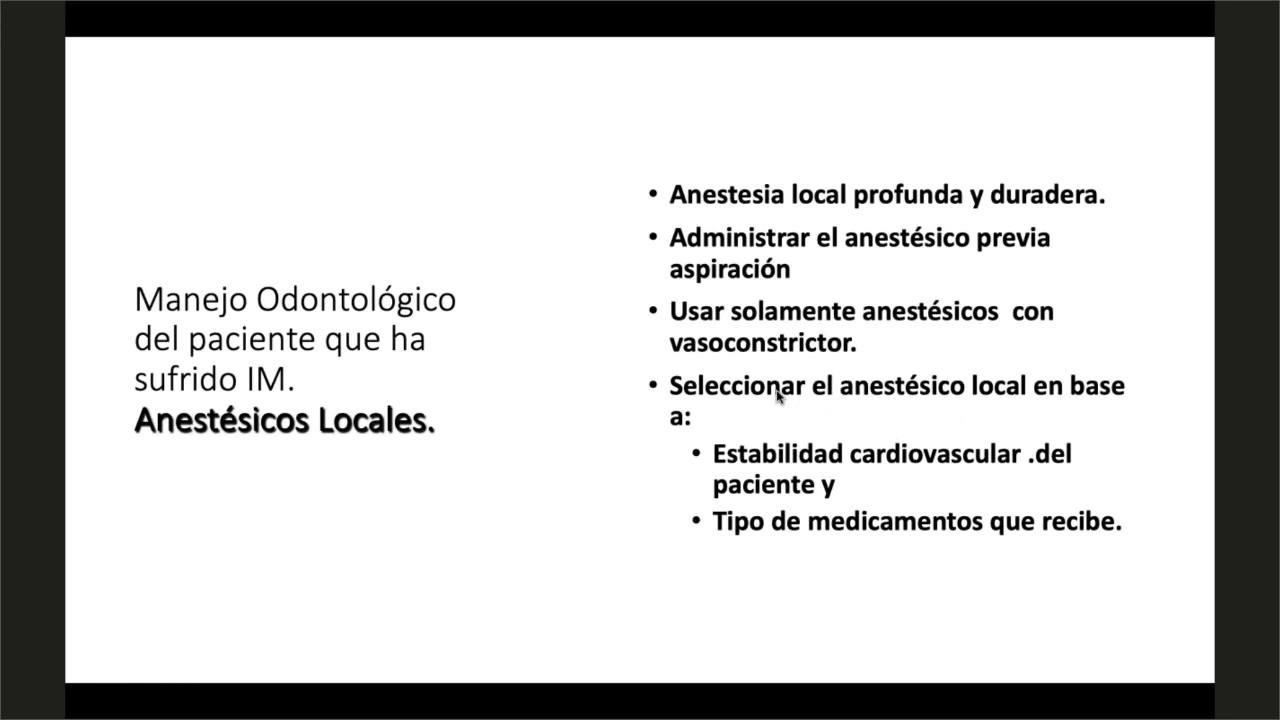 Manejo Odontológico
del paciente que ha
sufrido IM.
Anestésicos Locales.
• Anestesia local profunda y duradera.
• Administrar el anestésico previa
aspiración
• Usar solamente anestésicos  con
vasoconstrictor.
• Seleccionar el anestésico local en base
a:
• Estabilidad cardiovascular .del
paciente y
• Tipo de medicamentos que recibe.